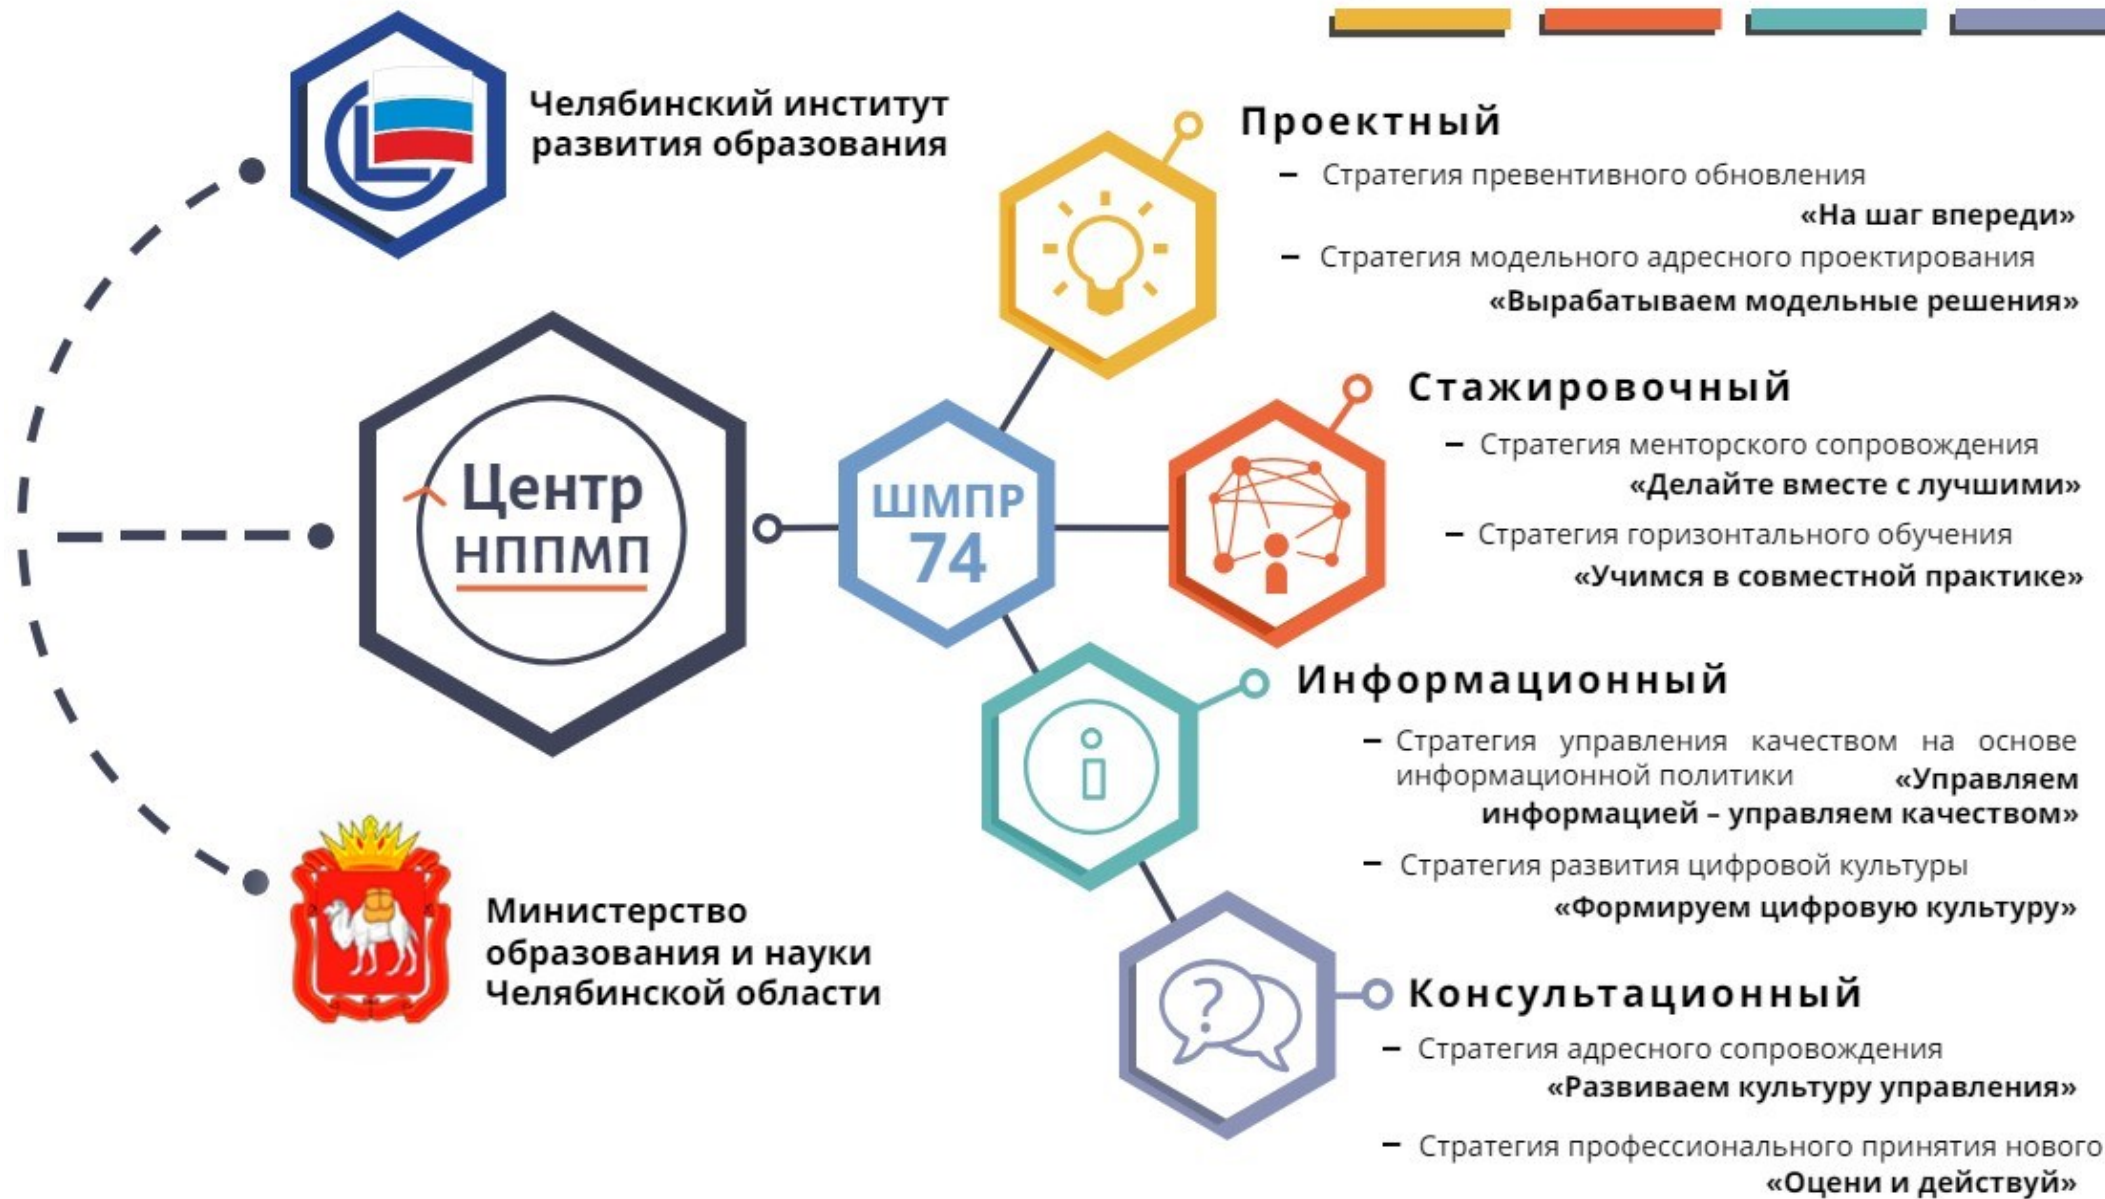 Челябинский институт
развития образования
Центр
НППМП
ШМПР
74
Министерство
образования и науки
Челябинской области
Проектный
– Стратегия превентивного обновления
«На шаг впереди»
– Стратегия модельного адресного проектирования
«Вырабатываем модельные решения»
Стажировочный
– Стратегия менторского сопровождения
«Делайте вместе с лучшими»
– Стратегия горизонтального обучения
«Учимся в совместной практике»
Информационный
– Стратегия управления качеством на основе
информационной политики «Управляем
информацией – управляем качеством»
– Стратегия развития цифровой культуры
«Формируем цифровую культуру»
?
Консультационный
– Стратегия адресного сопровождения
«Развиваем культуру управления»
– Стратегия профессионального принятия нового
«Оцени и действуй»